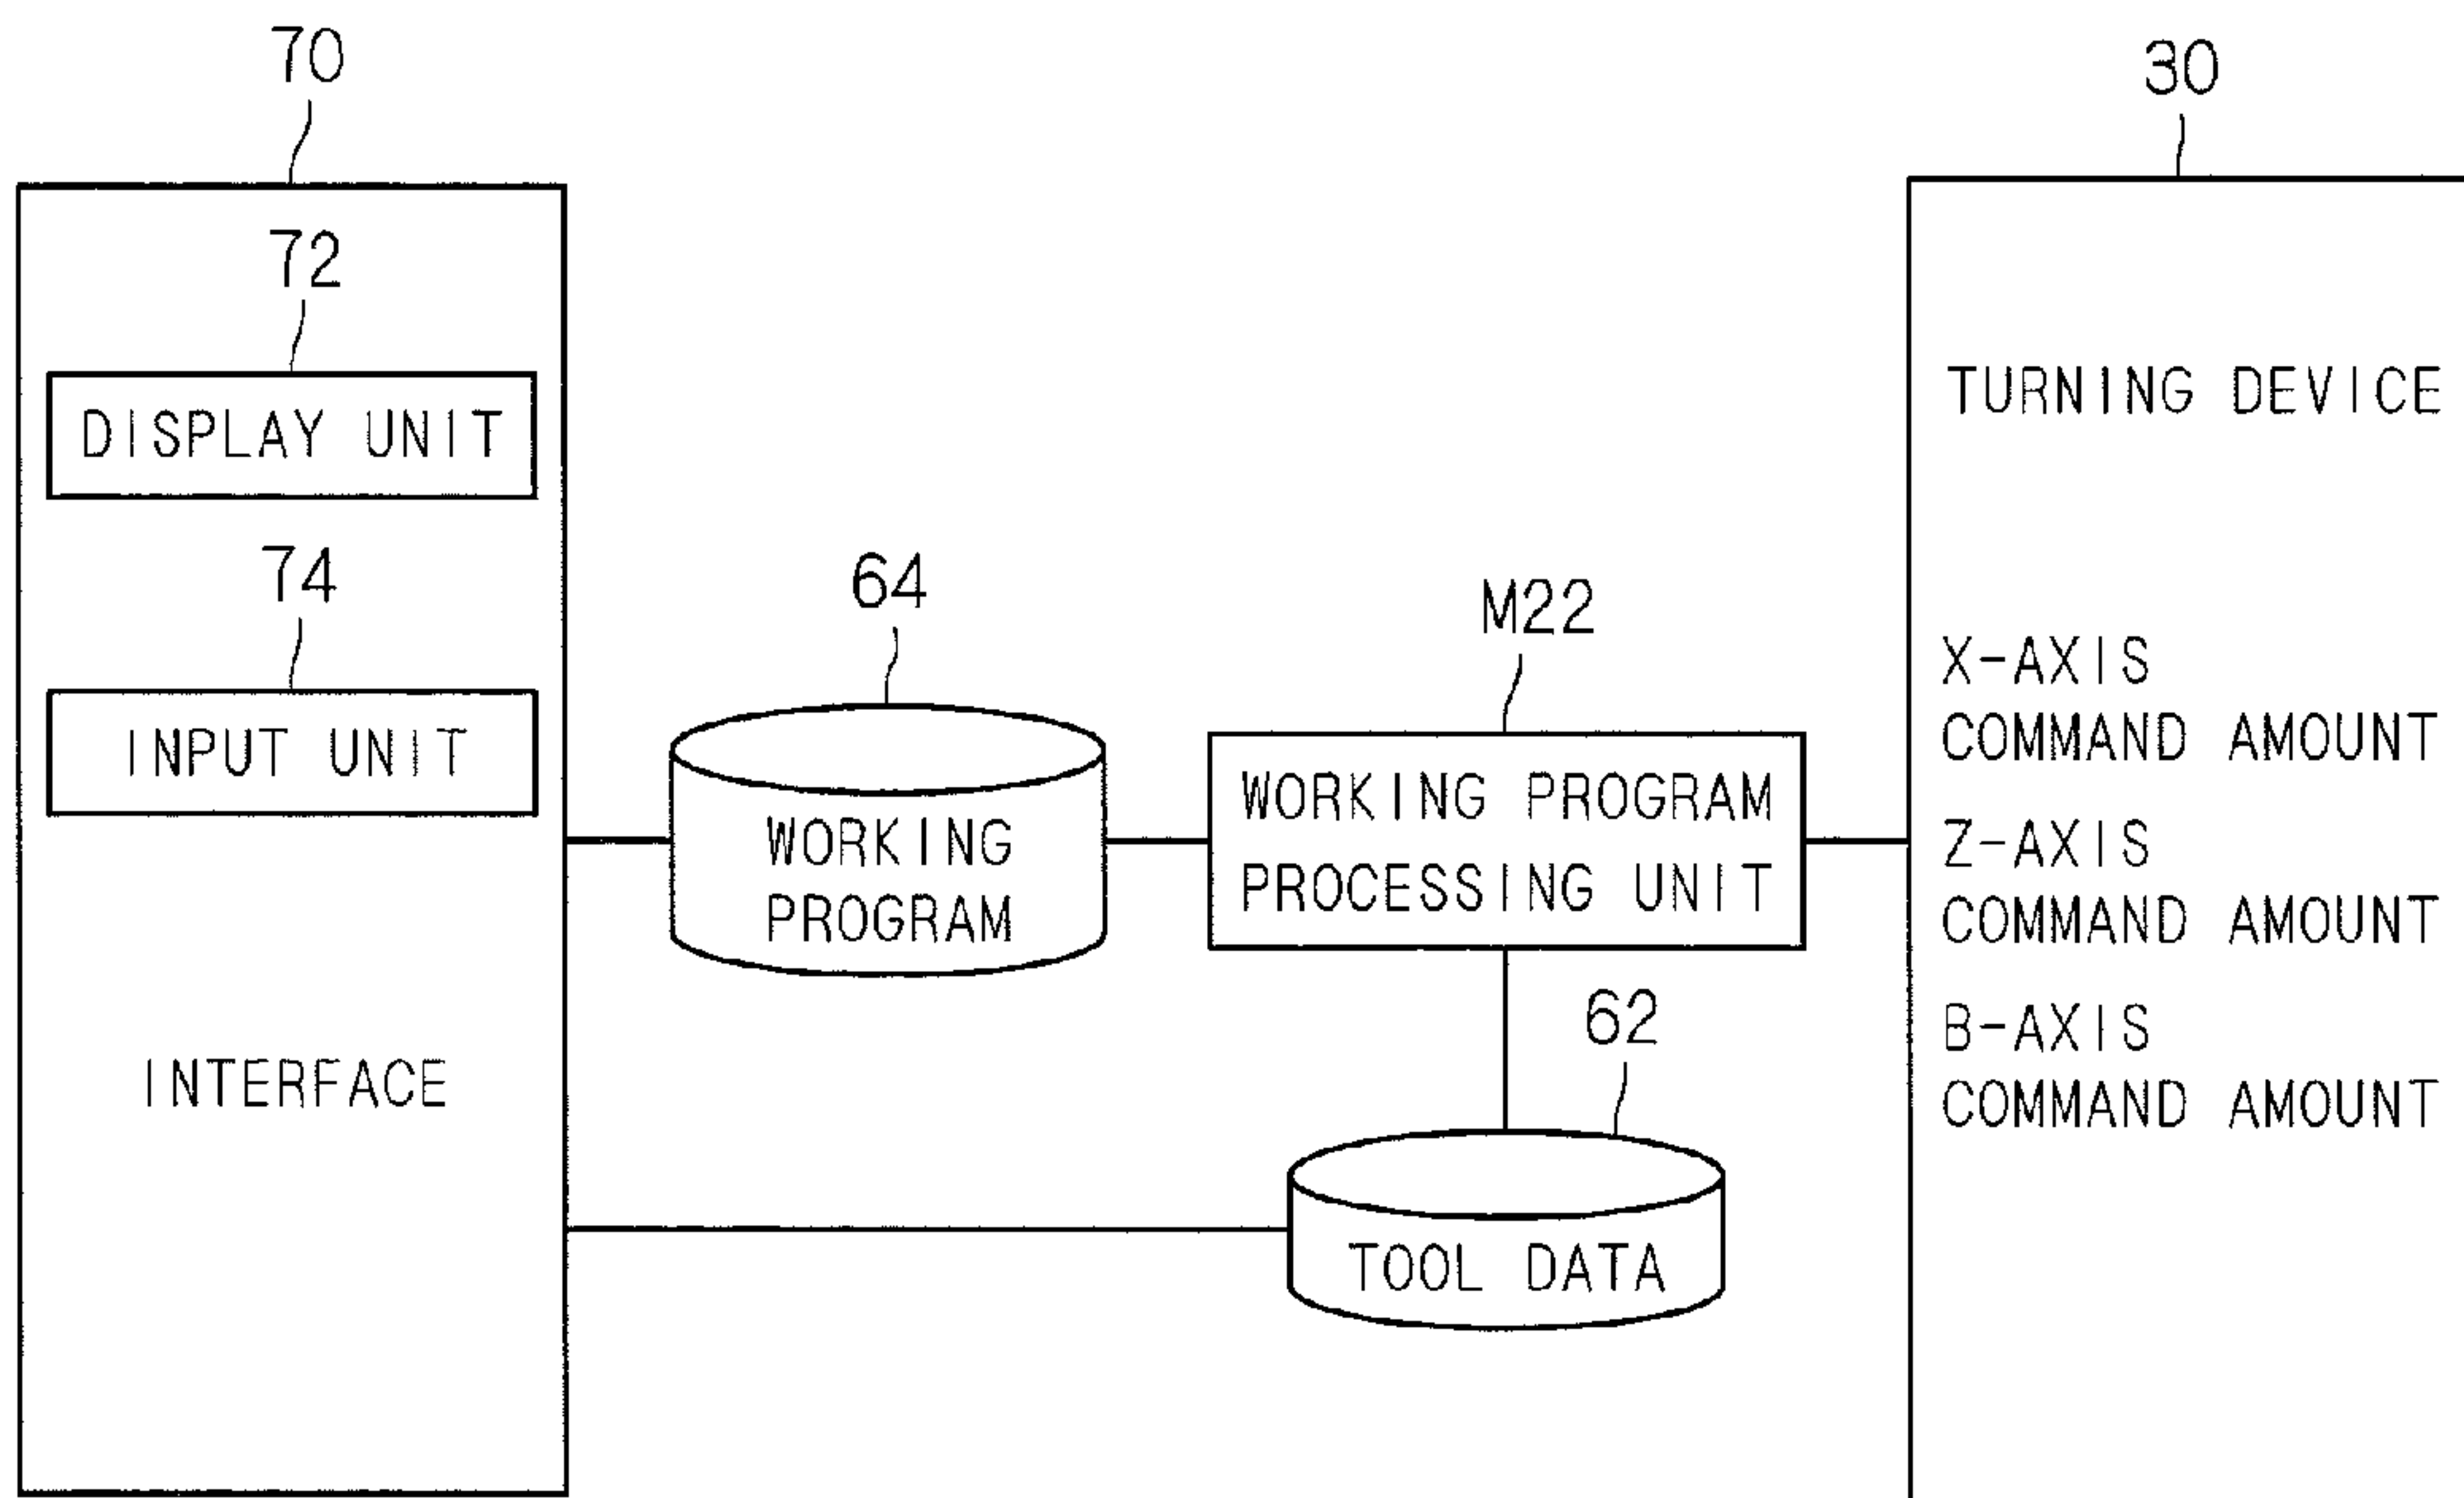 70
72
DISPLAY UNIT
74
INPUT UNIT
INTERFACE
64
WORKING
PROGRAM
M22
WORKING PROGRAM
PROCESSING UNIT
62
TOOL DATA
30
TURNING DEVICE
X-AXIS
COMMAND AMOUNT
Z-AXIS
COMMAND AMOUNT
B-AXIS
COMMAND AMOUNT